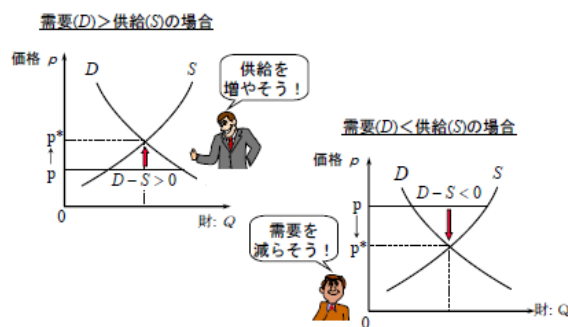 需要(D)＞供給(S)の場合
価格 p
D
S
供給を
増やそう！
p*
↑
p
D－S＞0
0
財: Q
需要(D)＜供給(S)の場合
価格 p
D
S
D－S＜0
p
↓
p*
需要を
減らそう！
0
財: Q